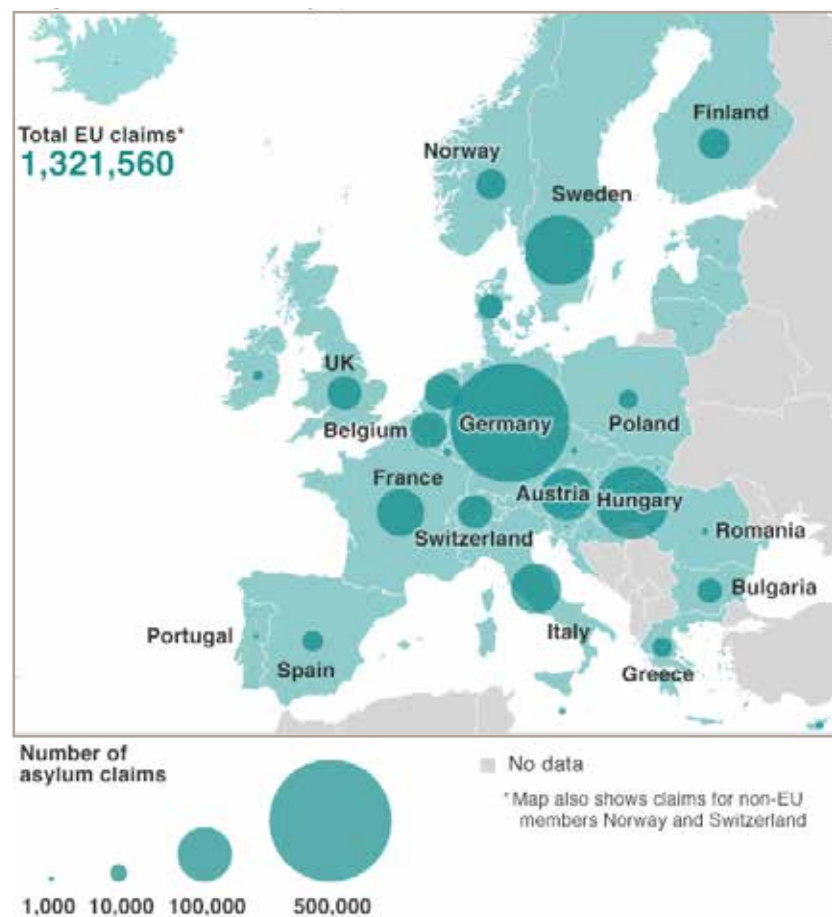 Total EU claims*
1,321,560
Finland
Norway
Sweden
UK
Belgium
Germany
Poland
France
Austria
Hungary
Switzerland
Romania
Bulgaria
Portugal
Italy
Spain
Greece
Number of
asylum claims
No data
*Map also shows claims for non-EU
members Norway and Switzerland
1,000 10,000 100,000 500,000